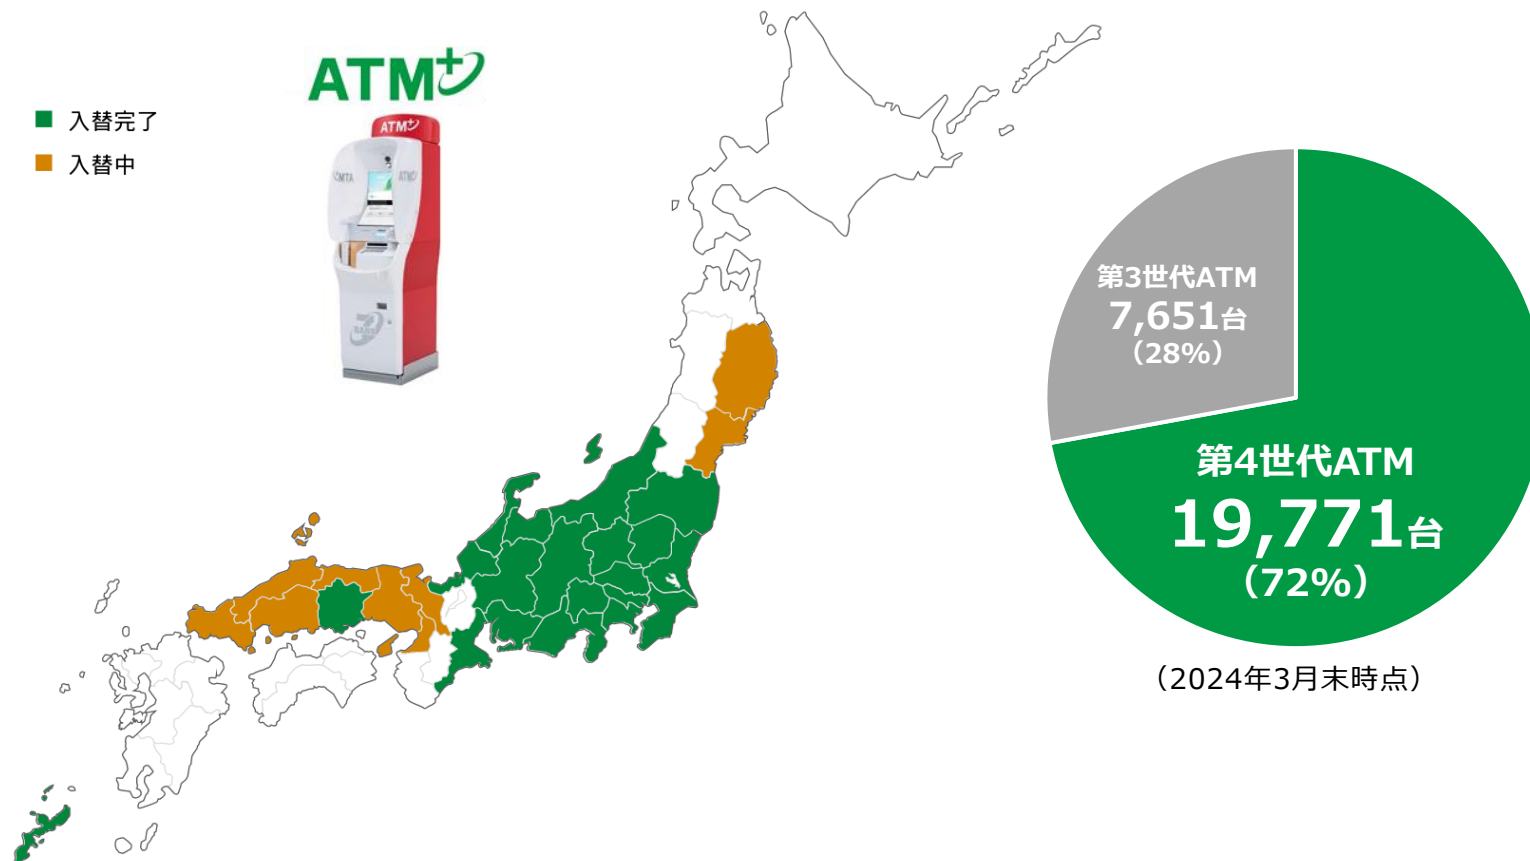 ATM+
入替完了
入替中
ATM+
ATM
第3世代ATM
7,651台
（28%）
第4世代ATM
19,771台
（72%）
（2024年3月末時点）